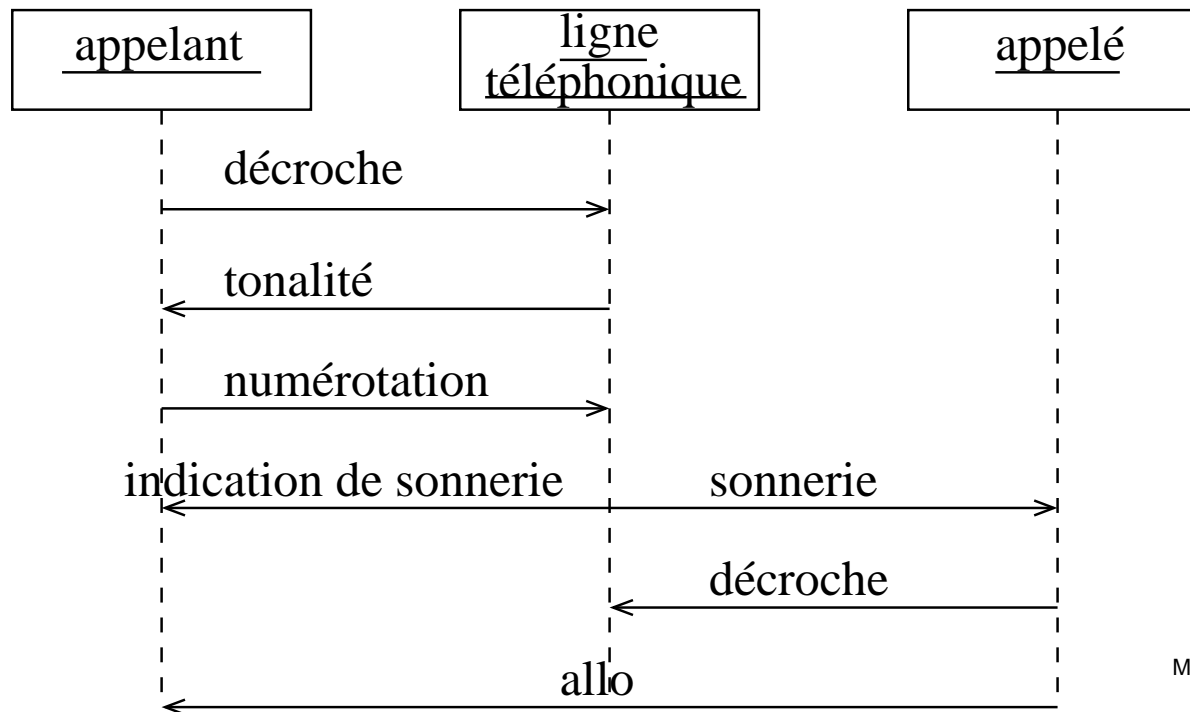 appelant
ligne
téléphonique
appelé
décroche
tonalité
numérotation
indication de sonnerie
sonnerie
décroche
allo
M